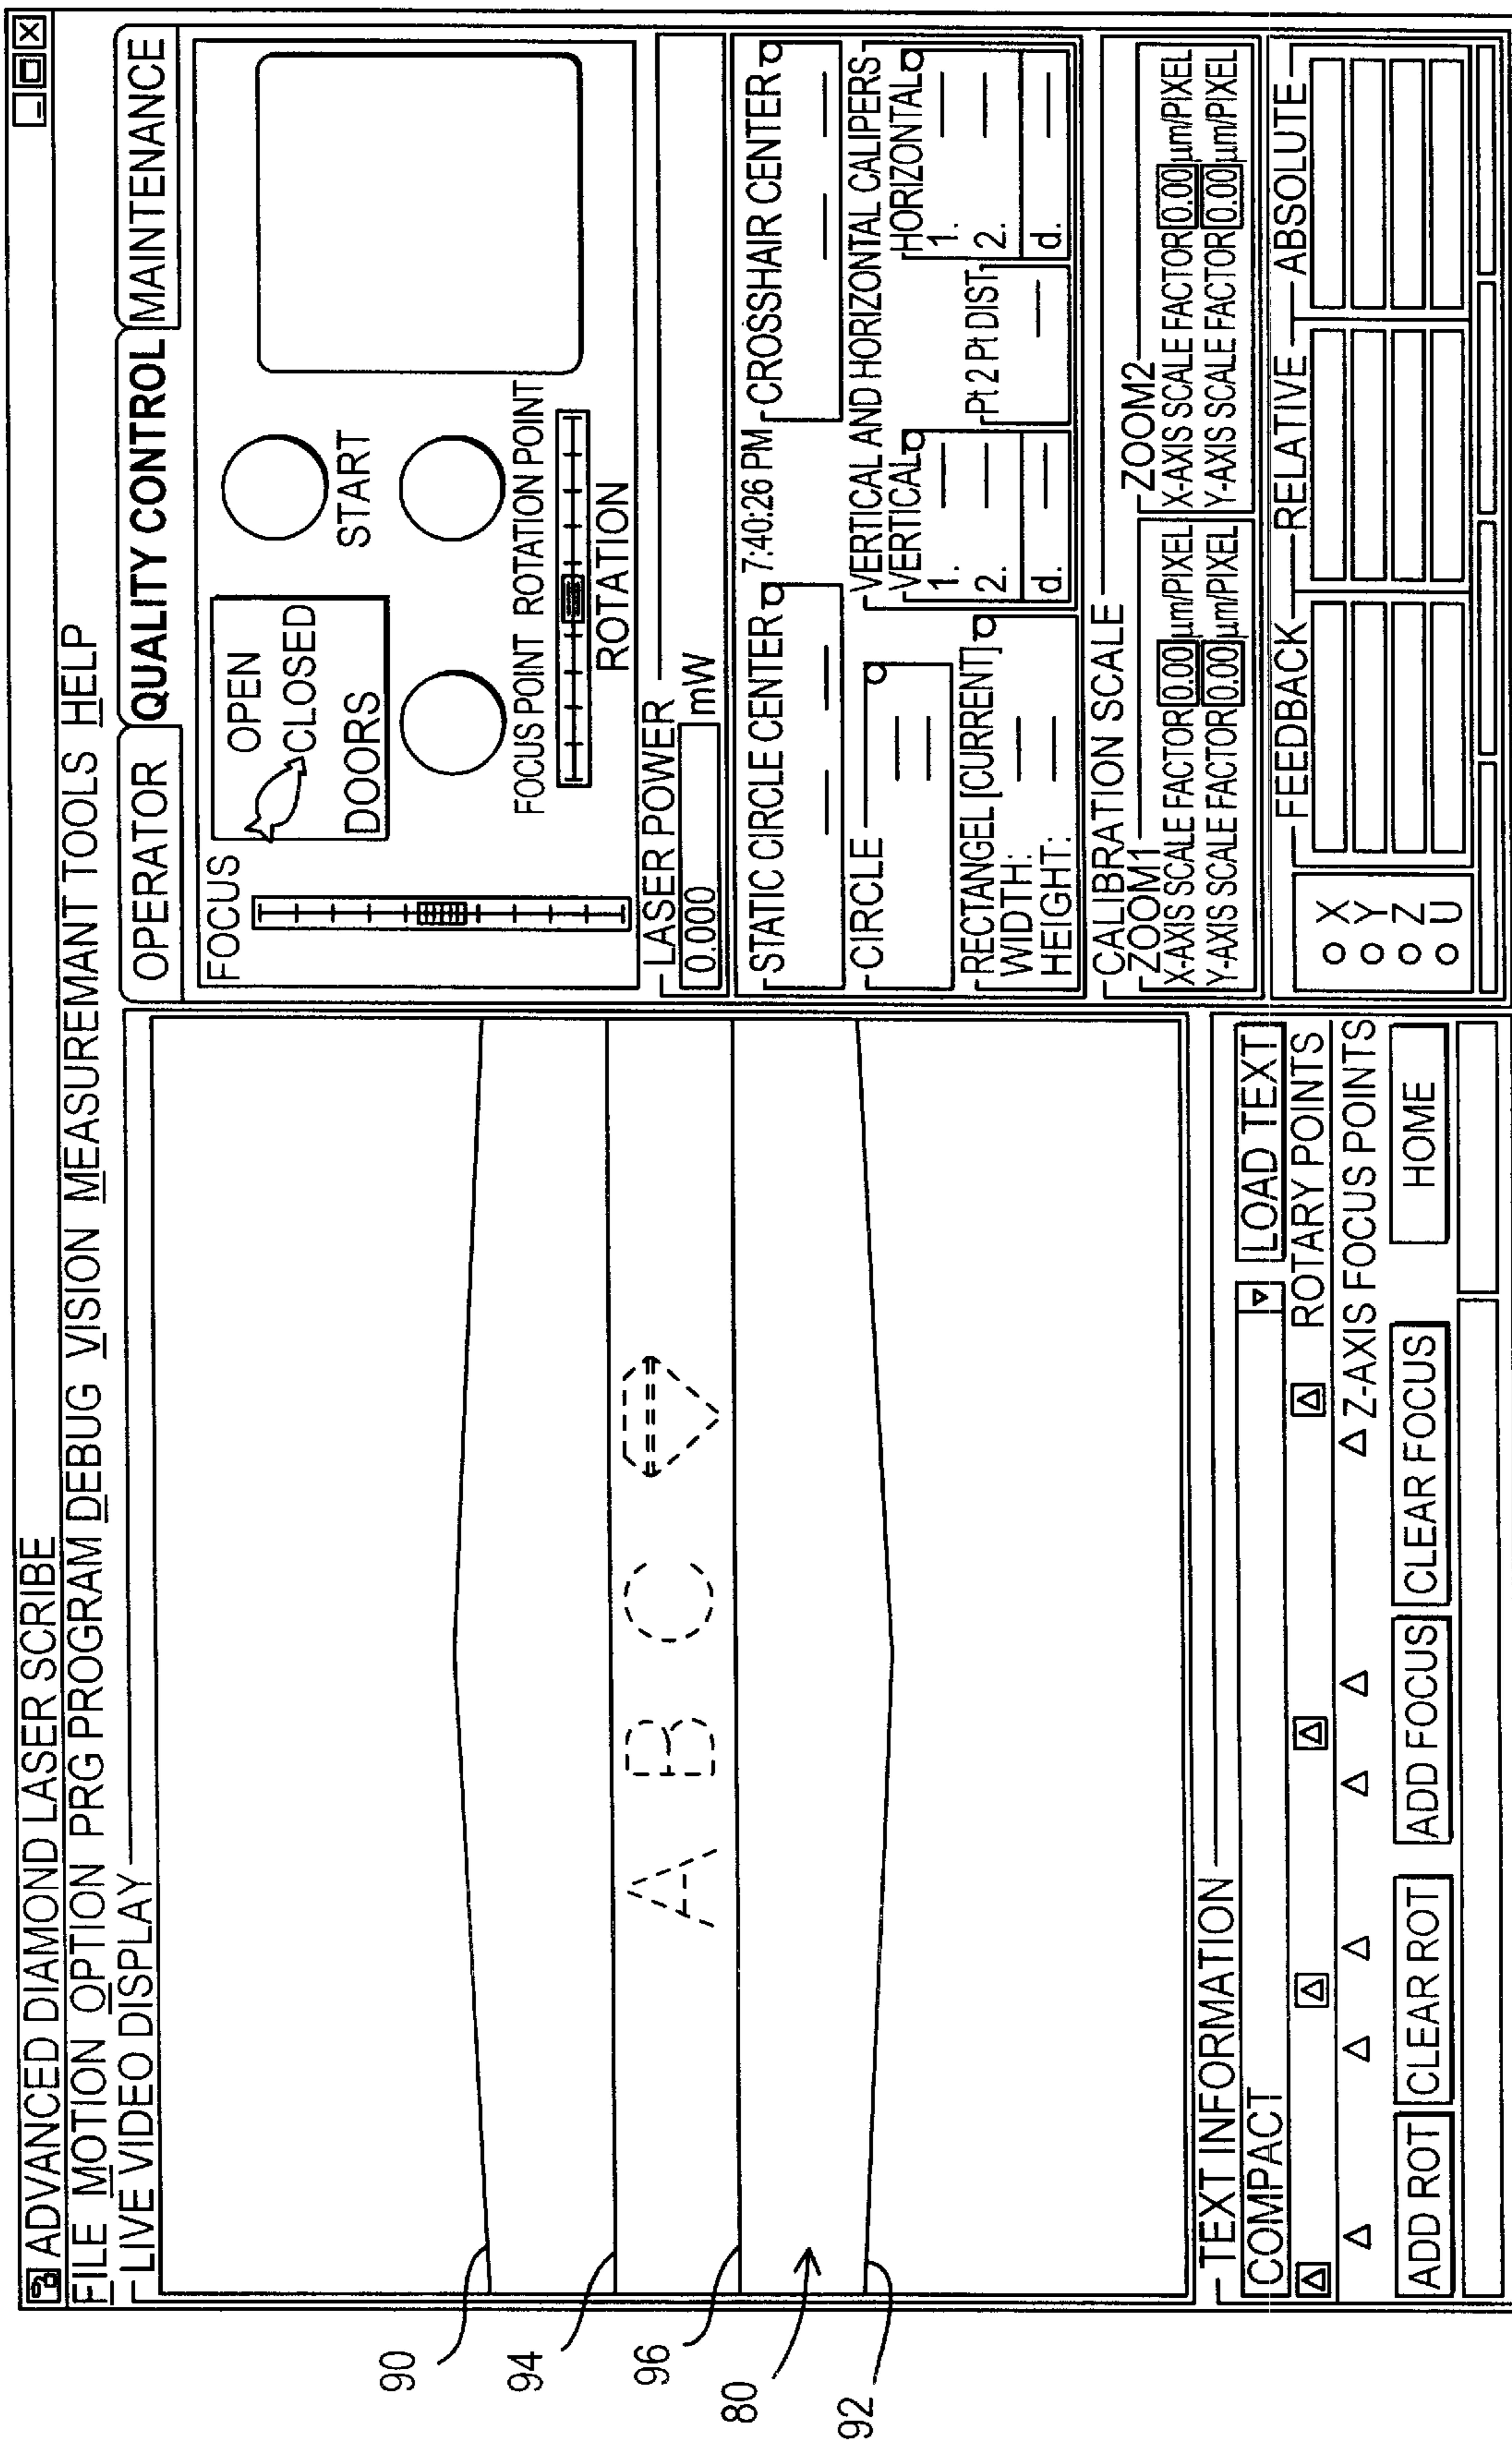 ADVANCED DIAMOND LASER SCRIBE
FILE MOTION OPTION PRG PROGRAM DEBUG VISION MEASUREMANT TOOLS HELP
LIVE VIDEO DISPLAY
90
94
96
80
92
A B C
TEXT INFORMATION
COMPACT
LOAD TEXT
ROTARY POINTS
Z-AXIS FOCUS POINTS
ADD ROT CLEAR ROT ADD FOCUS CLEAR FOCUS HOME
OPERATOR QUALITY CONTROL MAINTENANCE
FOCUS
OPEN
CLOSED
DOORS
START
FOCUS POINT ROTATION POINT
ROTATION
LASER POWER
0.000 mW
STATIC CIRCLE CENTER 7:40:26 PM CROSSHAIR CENTER
CIRCLE
VERTICAL AND HORIZONTAL CALIPERS
VERTICAL
1.
2.
d.
Pt 2 Pt DIST
HORIZONTAL
1.
2.
d.
RECTANGEL [CURRENT]
WIDTH:
HEIGHT:
CALIBRATION SCALE
ZOOM1
X-AXIS SCALE FACTOR 0.00 µm/PIXEL
Y-AXIS SCALE FACTOR 0.00 µm/PIXEL
ZOOM2
X-AXIS SCALE FACTOR 0.00 µm/PIXEL
Y-AXIS SCALE FACTOR 0.00 µm/PIXEL
FEEDBACK RELATIVE ABSOLUTE
X
Y
Z
U